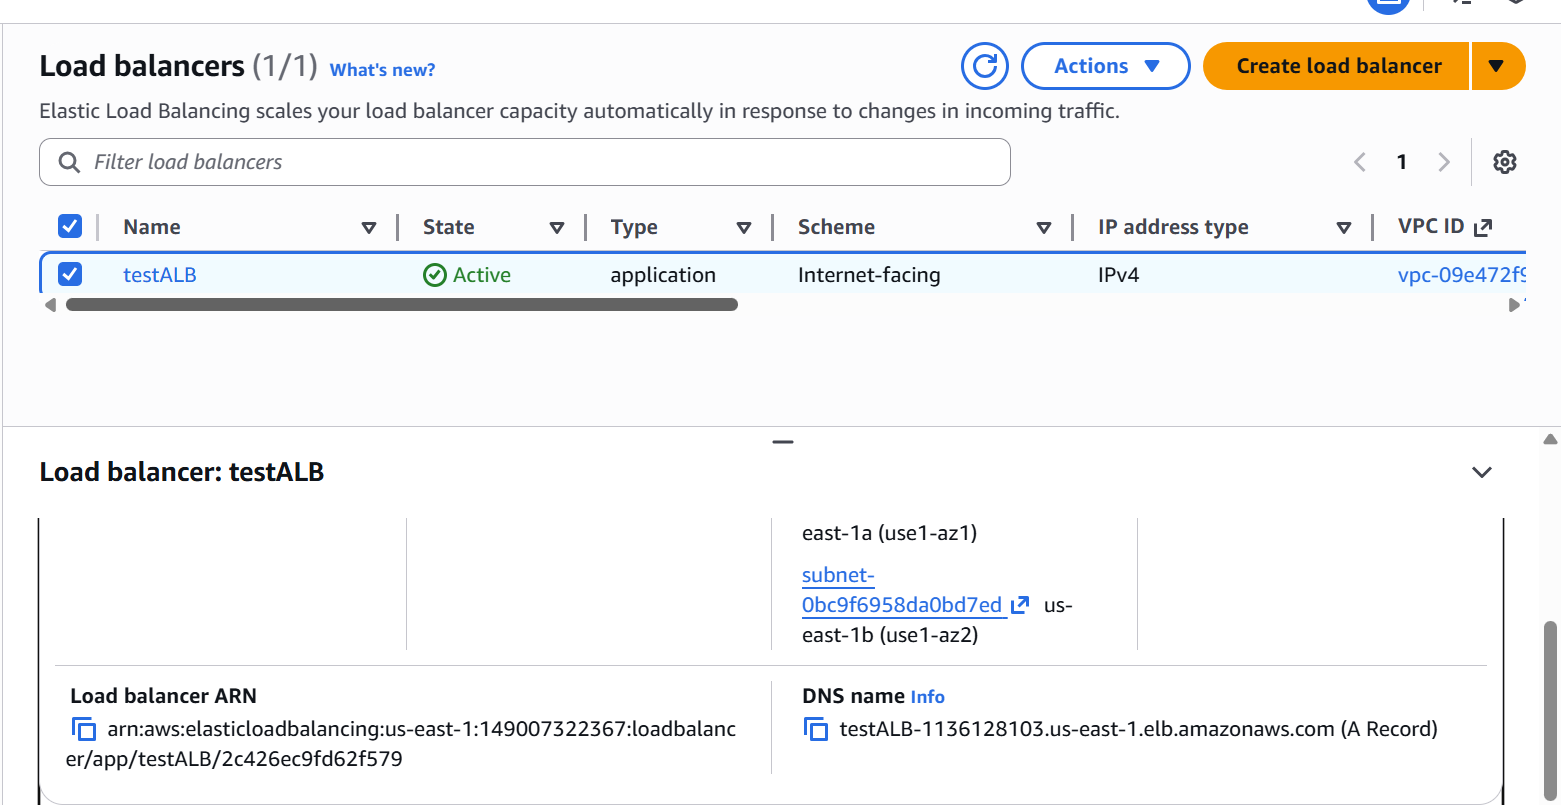 Load balancers (1/1) What's new?
Actions
Create load balancer
Elastic Load Balancing scales your load balancer capacity automatically in response to changes in incoming traffic.
Filter load balancers
1
Name State Type Scheme IP address type VPC ID
testALB Active application Internet-facing IPv4 vpc-09e472f9
Load balancer: testALB
east-1a (use1-az1)
subnet-
0bc9f6958da0bd7ed us-
east-1b (use1-az2)
Load balancer ARN
arn:aws:elasticloadbalancing:us-east-1:149007322367:loadbalanc
er/app/testALB/2c426ec9fd62f579
DNS name Info
testALB-1136128103.us-east-1.elb.amazonaws.com (A Record)